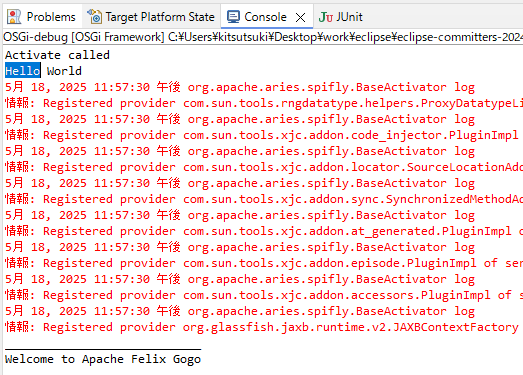 Problems Target Platform State Console JUnit
OSGi-debug [OSGi Framework] C:¥Users¥kitsutsuki¥Desktop¥work¥eclipse¥eclipse-committers-202
Activate called
Hello World
5月 18, 2025 11:57:30 午後 org.apache.aries.spifly.BaseActivator log
情報: Registered provider com.sun.tools.rngdatatype.helpers.ProxyDatatypeLi
5月 18, 2025 11:57:30 午後 org.apache.aries.spifly.BaseActivator log
情報: Registered provider com.sun.tools.xjc.addon.code_injector.PluginImpl
5月 18, 2025 11:57:30 午後 org.apache.aries.spifly.BaseActivator log
情報: Registered provider com.sun.tools.xjc.addon.locator.SourceLocationAdd
5月 18, 2025 11:57:30 午後 org.apache.aries.spifly.BaseActivator log
情報: Registered provider com.sun.tools.xjc.addon.sync.SynchronizedMethodAd
5月 18, 2025 11:57:30 午後 org.apache.aries.spifly.BaseActivator log
情報: Registered provider com.sun.tools.xjc.addon.at_generated.PluginImpl o
5月 18, 2025 11:57:30 午後 org.apache.aries.spifly.BaseActivator log
情報: Registered provider com.sun.tools.xjc.addon.episode.PluginImpl of ser
5月 18, 2025 11:57:30 午後 org.apache.aries.spifly.BaseActivator log
情報: Registered provider com.sun.tools.xjc.addon.accessors.PluginImpl of s
5月 18, 2025 11:57:30 午後 org.apache.aries.spifly.BaseActivator log
情報: Registered provider org.glassfish.jaxb.runtime.v2.JAXBContextFactory
Welcome to Apache Felix Gogo